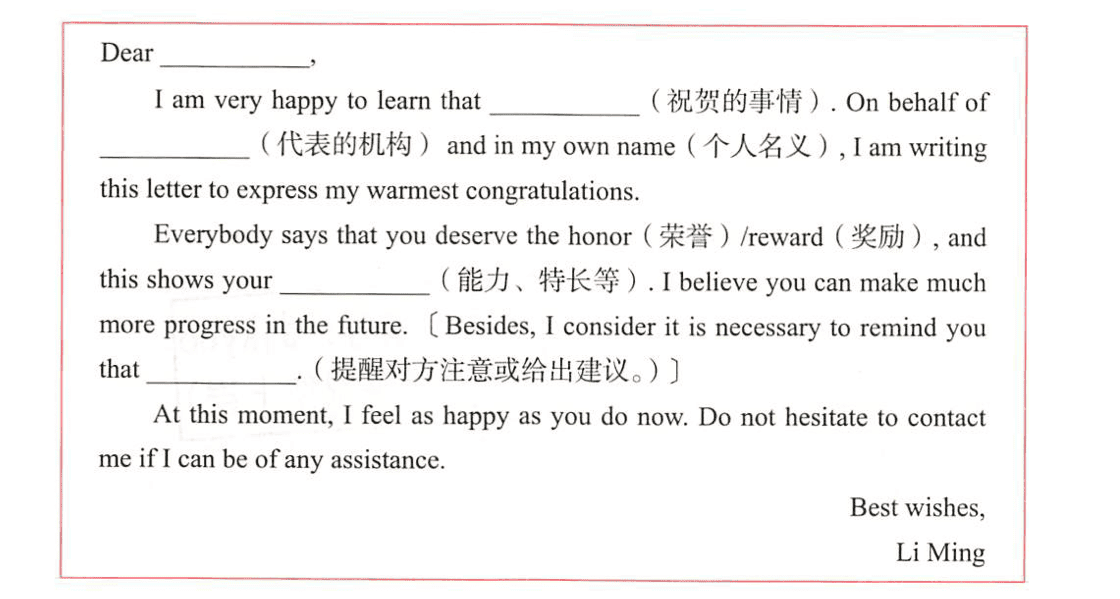 Dear ___________,
I am very happy to learn that ___________（祝贺的事情）. On behalf of
___________（代表的机构） and in my own name（个人名义）, I am writing
this letter to express my warmest congratulations.
Everybody says that you deserve the honor（荣誉）/reward（奖励）, and
this shows your ___________（能力、特长等）. I believe you can make much
more progress in the future.〔Besides, I consider it is necessary to remind you
that ___________.（提醒对方注意或给出建议。）〕
At this moment, I feel as happy as you do now. Do not hesitate to contact
me if I can be of any assistance.
Best wishes,
Li Ming